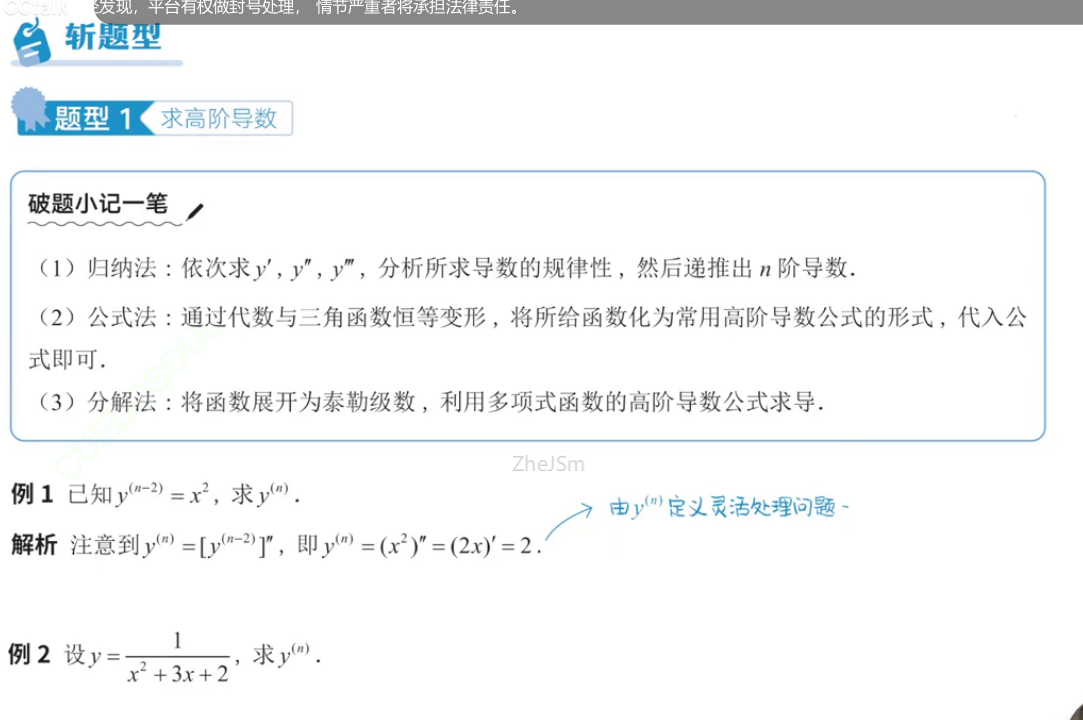 CCtalk
发现，平台有权做封号处理， 情节严重者将承担法律责任。
斩题型
题型 1 求高阶导数
破题小记一笔
（1）归纳法：依次求 y′, y″, y‴, 分析所求导数的规律性, 然后递推出 n 阶导数.
（2）公式法：通过代数与三角函数恒等变形, 将所给函数化为常用高阶导数公式的形式, 代入公
式即可.
（3）分解法：将函数展开为泰勒级数, 利用多项式函数的高阶导数公式求导.
ZheJSm
例 1 已知 y^(n−2) = x², 求 y^(n).
由y^(n)定义灵活处理问题~
解析 注意到 y^(n) = [y^(n−2)]″, 即 y^(n) = (x²)″ = (2x)′ = 2.
例 2 设 y = 1/(x² + 3x + 2), 求 y^(n).